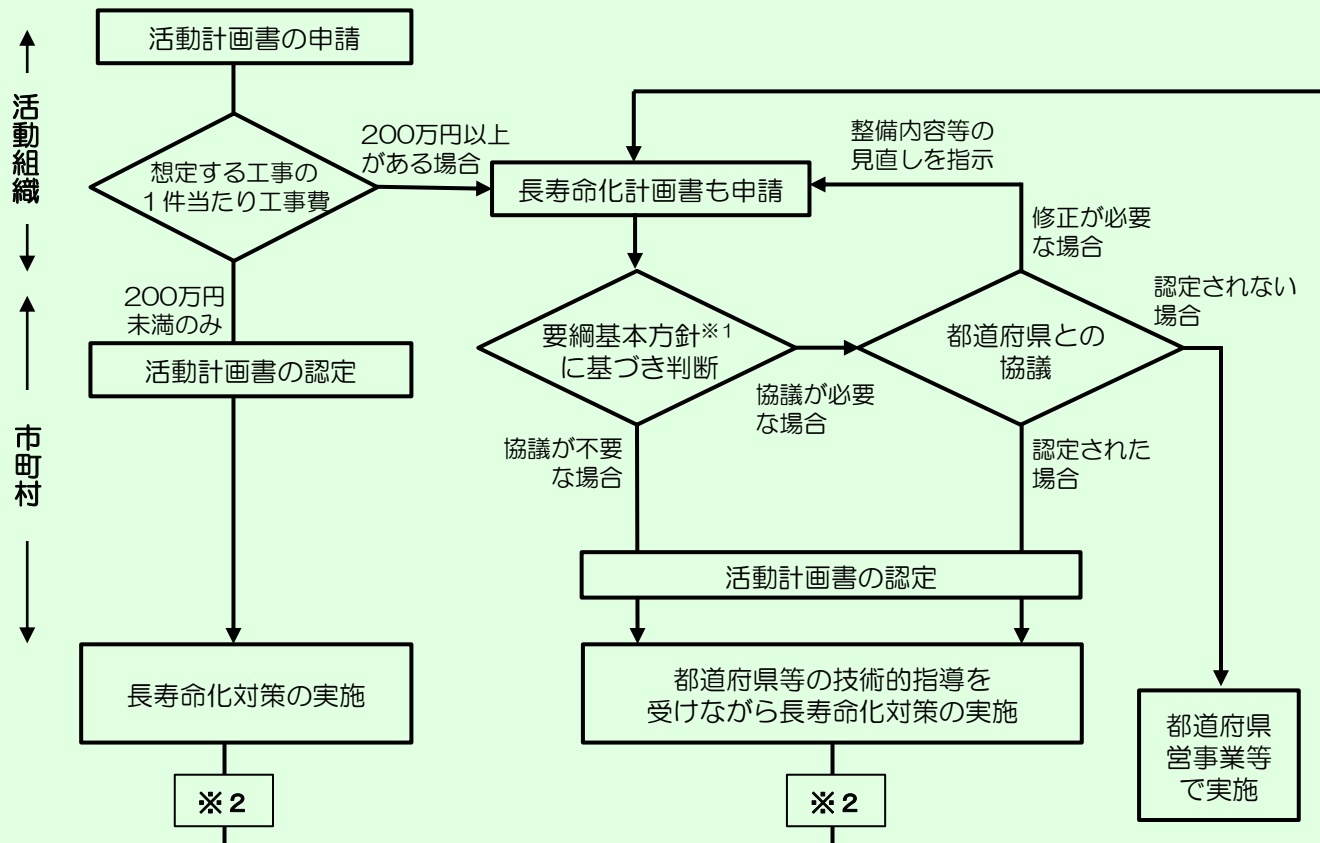 活動計画書の申請
活動組織
想定する工事の
1件当たり工事費
200万円以上
がある場合
長寿命化計画書も申請
整備内容等の
見直しを指示
修正が必要
な場合
200万円
未満のみ
活動計画書の認定
要綱基本方針※1
に基づき判断
協議が必要
な場合
都道府県との
協議
認定されない
場合
市町村
協議が不要
な場合
認定された
場合
活動計画書の認定
長寿命化対策の実施
都道府県等の技術的指導を
受けながら長寿命化対策の実施
都道府県
営事業等
で実施
※2
※2